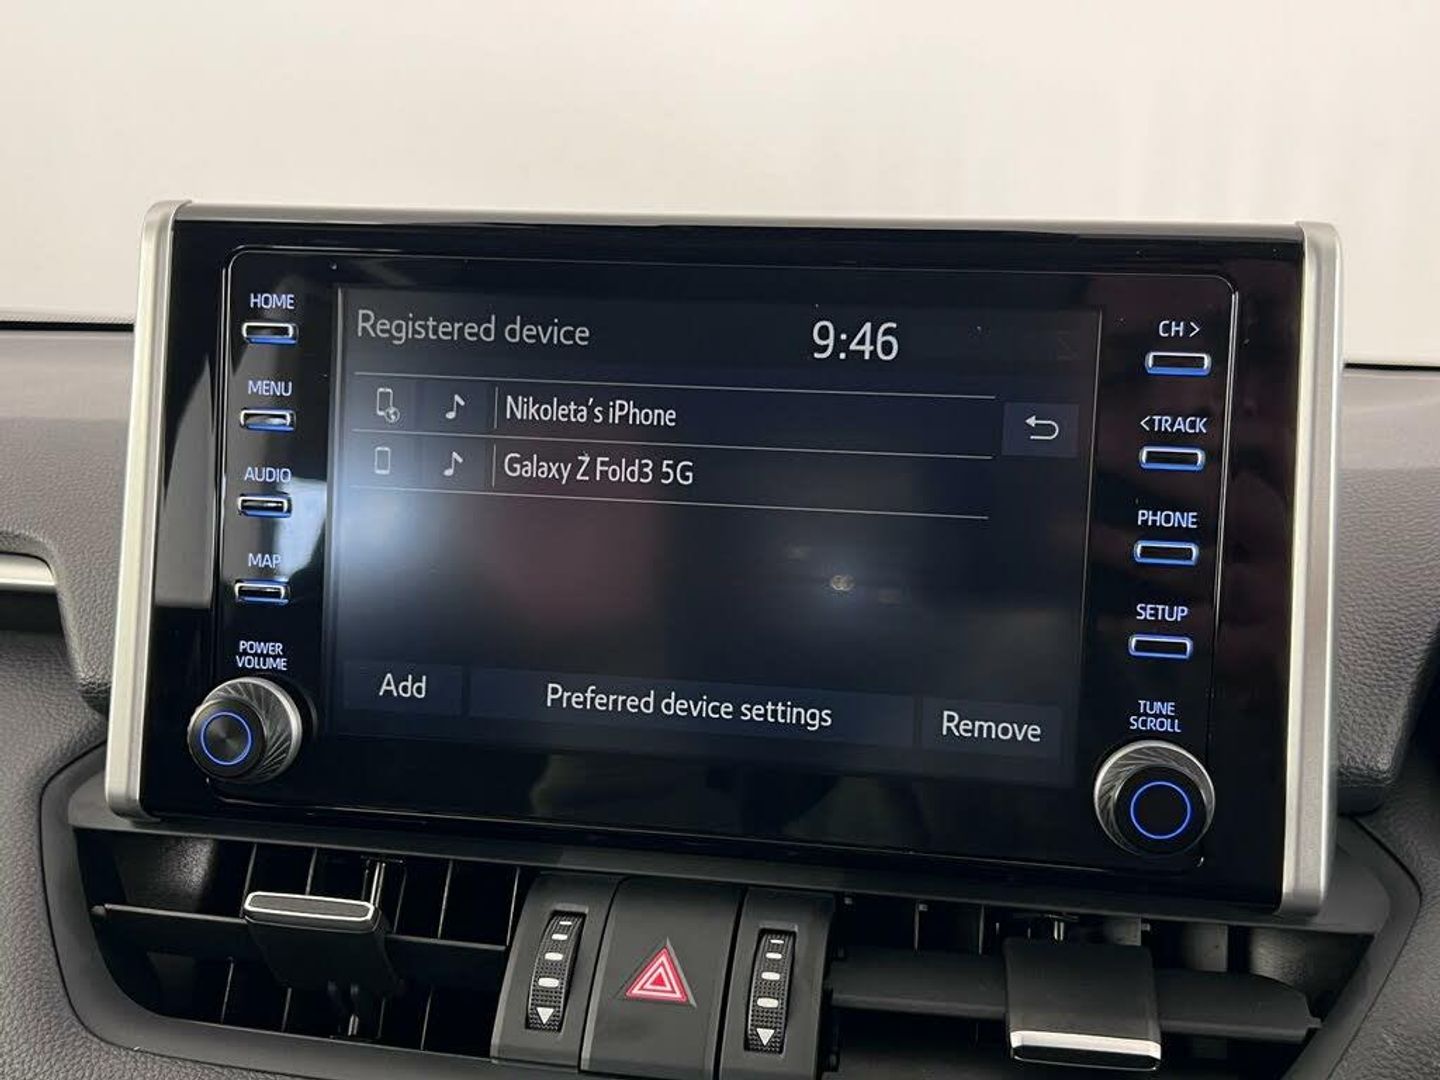 HOME
MENU
AUDIO
MAP
POWER
VOLUME
Registered device
9:46
Nikoleta's iPhone
Galaxy Z Fold3 5G
Add
Preferred device settings
Remove
CH >
<TRACK
PHONE
SETUP
TUNE
SCROLL